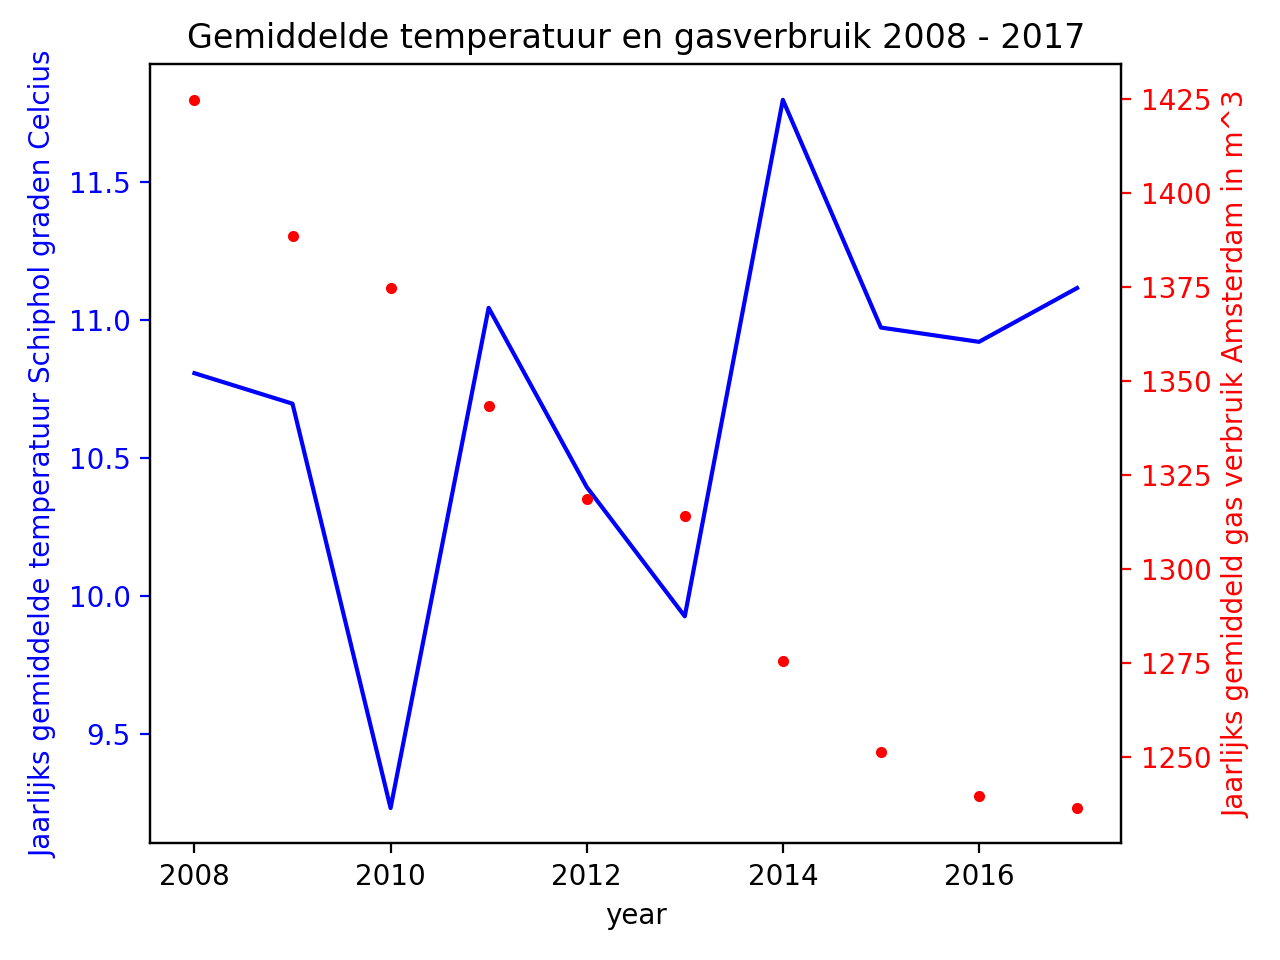 Gemiddelde temperatuur en gasverbruik 2008 - 2017
Jaarlijks gemiddelde temperatuur Schiphol graden Celcius
11.5
11.0
10.5
10.0
9.5
1425
1400
1375
1350
1325
1300
1275
1250
Jaarlijks gemiddeld gas verbruik Amsterdam in m^3
2008 2010 2012 2014 2016
year